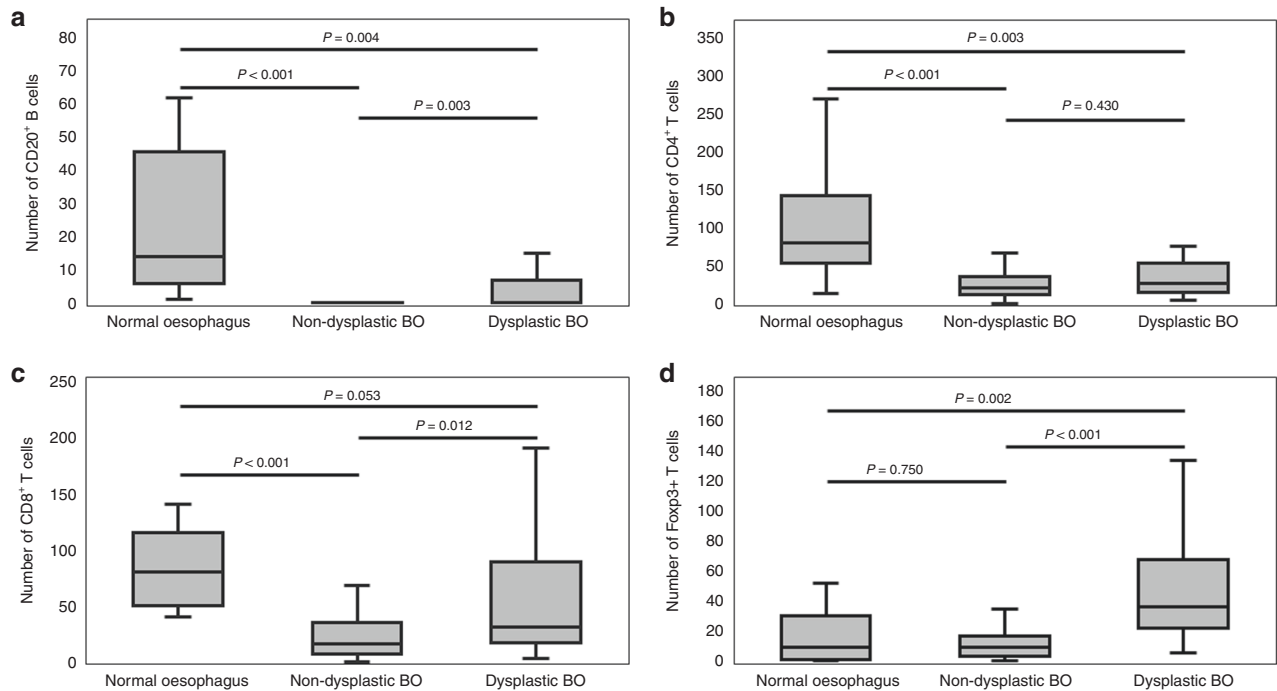 a
Number of CD20⁺ B cells
80
70
60
50
40
30
20
10
0
P = 0.004
P < 0.001
P = 0.003
Normal oesophagus
Non-dysplastic BO
Dysplastic BO
b
Number of CD4⁺ T cells
350
300
250
200
150
100
50
0
P = 0.003
P < 0.001
P = 0.430
Normal oesophagus
Non-dysplastic BO
Dysplastic BO
c
Number of CD8⁺ T cells
250
200
150
100
50
0
P = 0.053
P = 0.012
P < 0.001
Normal oesophagus
Non-dysplastic BO
Dysplastic BO
d
Number of Foxp3+ T cells
180
160
140
120
100
80
60
40
20
0
P = 0.002
P < 0.001
P = 0.750
Normal oesophagus
Non-dysplastic BO
Dysplastic BO